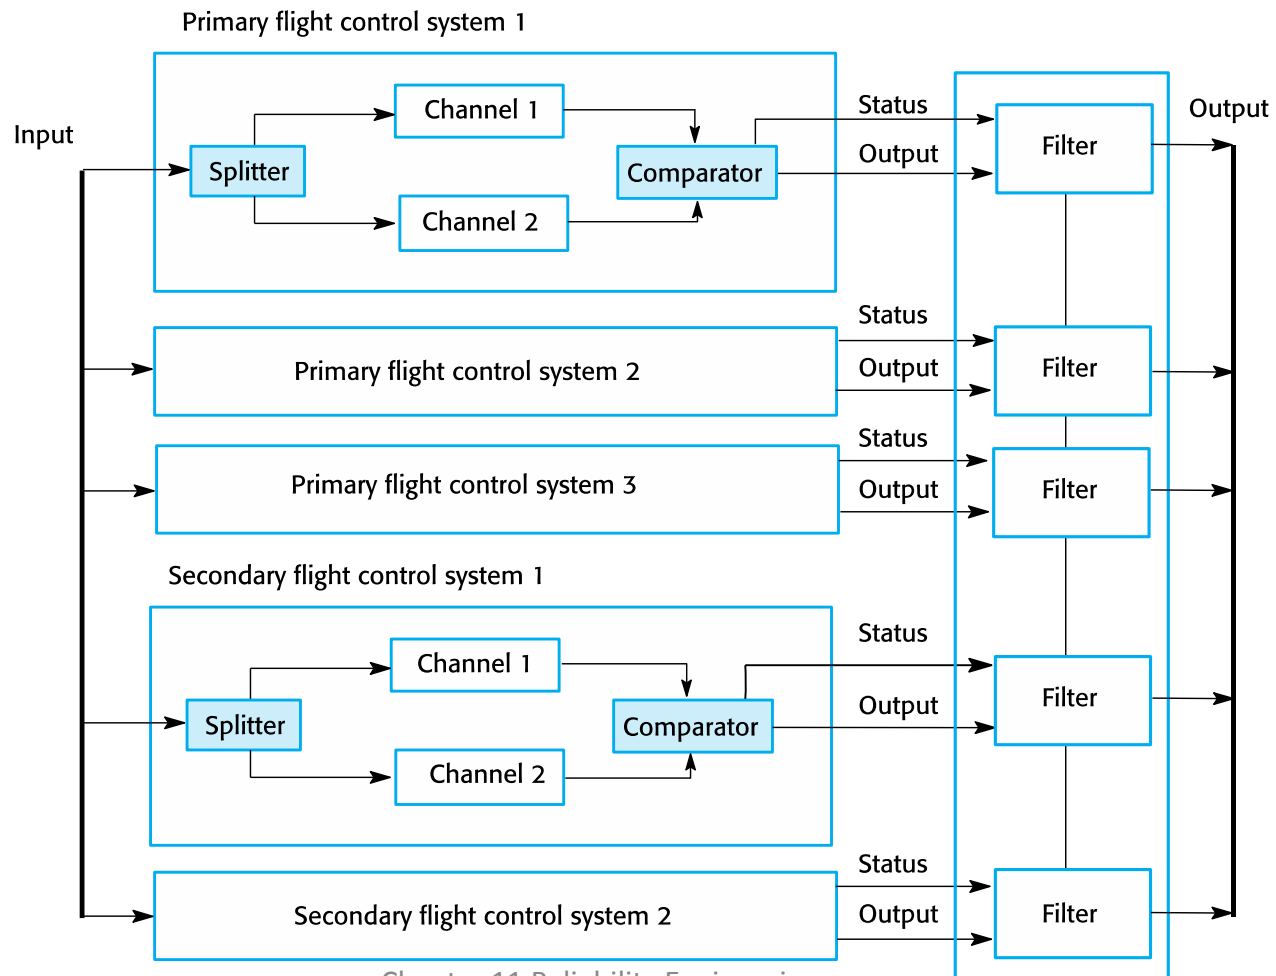 Primary flight control system 1
Input
Splitter
Channel 1
Channel 2
Comparator
Status
Output
Filter
Output
Primary flight control system 2
Status
Output
Filter
Primary flight control system 3
Status
Output
Filter
Secondary flight control system 1
Splitter
Channel 1
Channel 2
Comparator
Status
Output
Filter
Secondary flight control system 2
Status
Output
Filter
11 Reliability